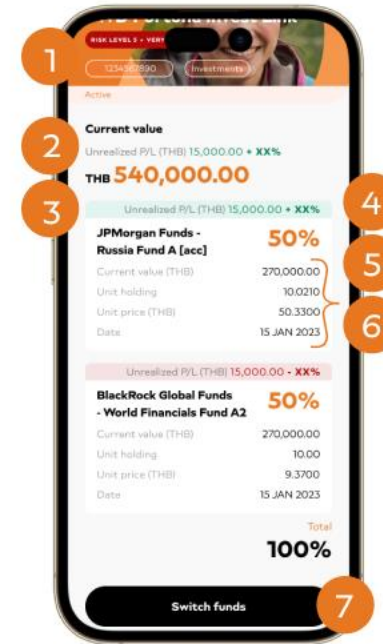 Invest Link
RISK LEVEL 5 • VERY
1234567890
Investments
Active
Current value
Unrealized P/L (THB) 15,000.00 + XX%
THB 540,000.00
Unrealized P/L (THB) 15,000.00 + XX%
JPMorgan Funds -
Russia Fund A [acc]
50%
Current value (THB) 270,000.00
Unit holding 10.0210
Unit price (THB) 50.3300
Date 15 JAN 2023
Unrealized P/L (THB) 15,000.00 - XX%
BlackRock Global Funds
- World Financials Fund A2
50%
Current value (THB) 270,000.00
Unit holding 10.00
Unit price (THB) 9.3700
Date 15 JAN 2023
Total
100%
Switch funds
1
2
3
4
5
6
7